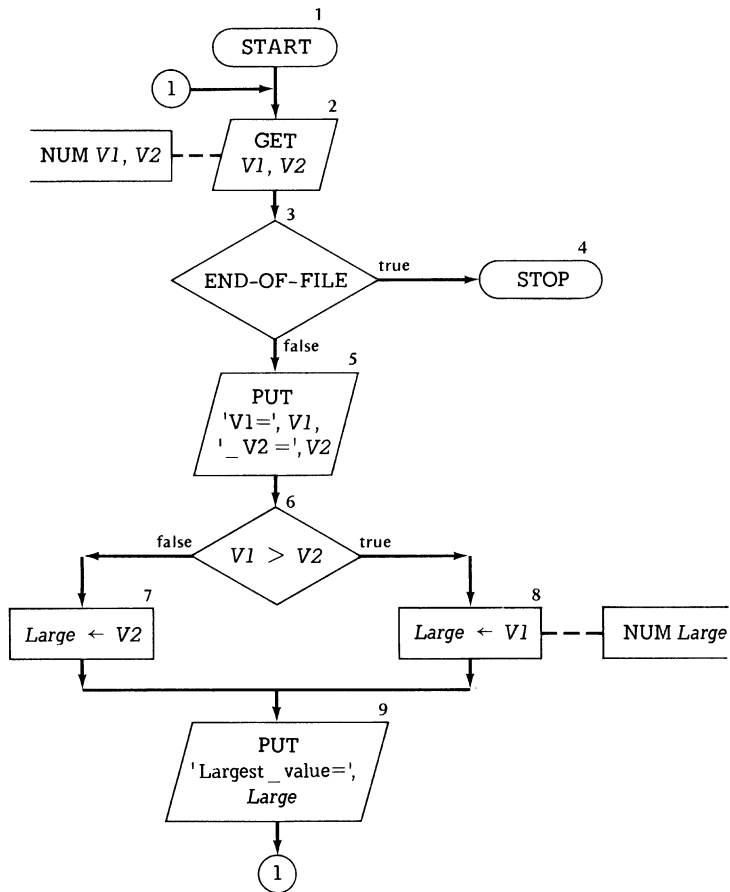 1
START
1
2
GET
V1, V2
NUM V1, V2
3
END-OF-FILE
true
4
STOP
false
5
PUT
'V1=', V1,
'_V2=', V2
6
false
V1 > V2
true
7
Large ← V2
8
Large ← V1
NUM Large
9
PUT
'Largest_value=',
Large
1